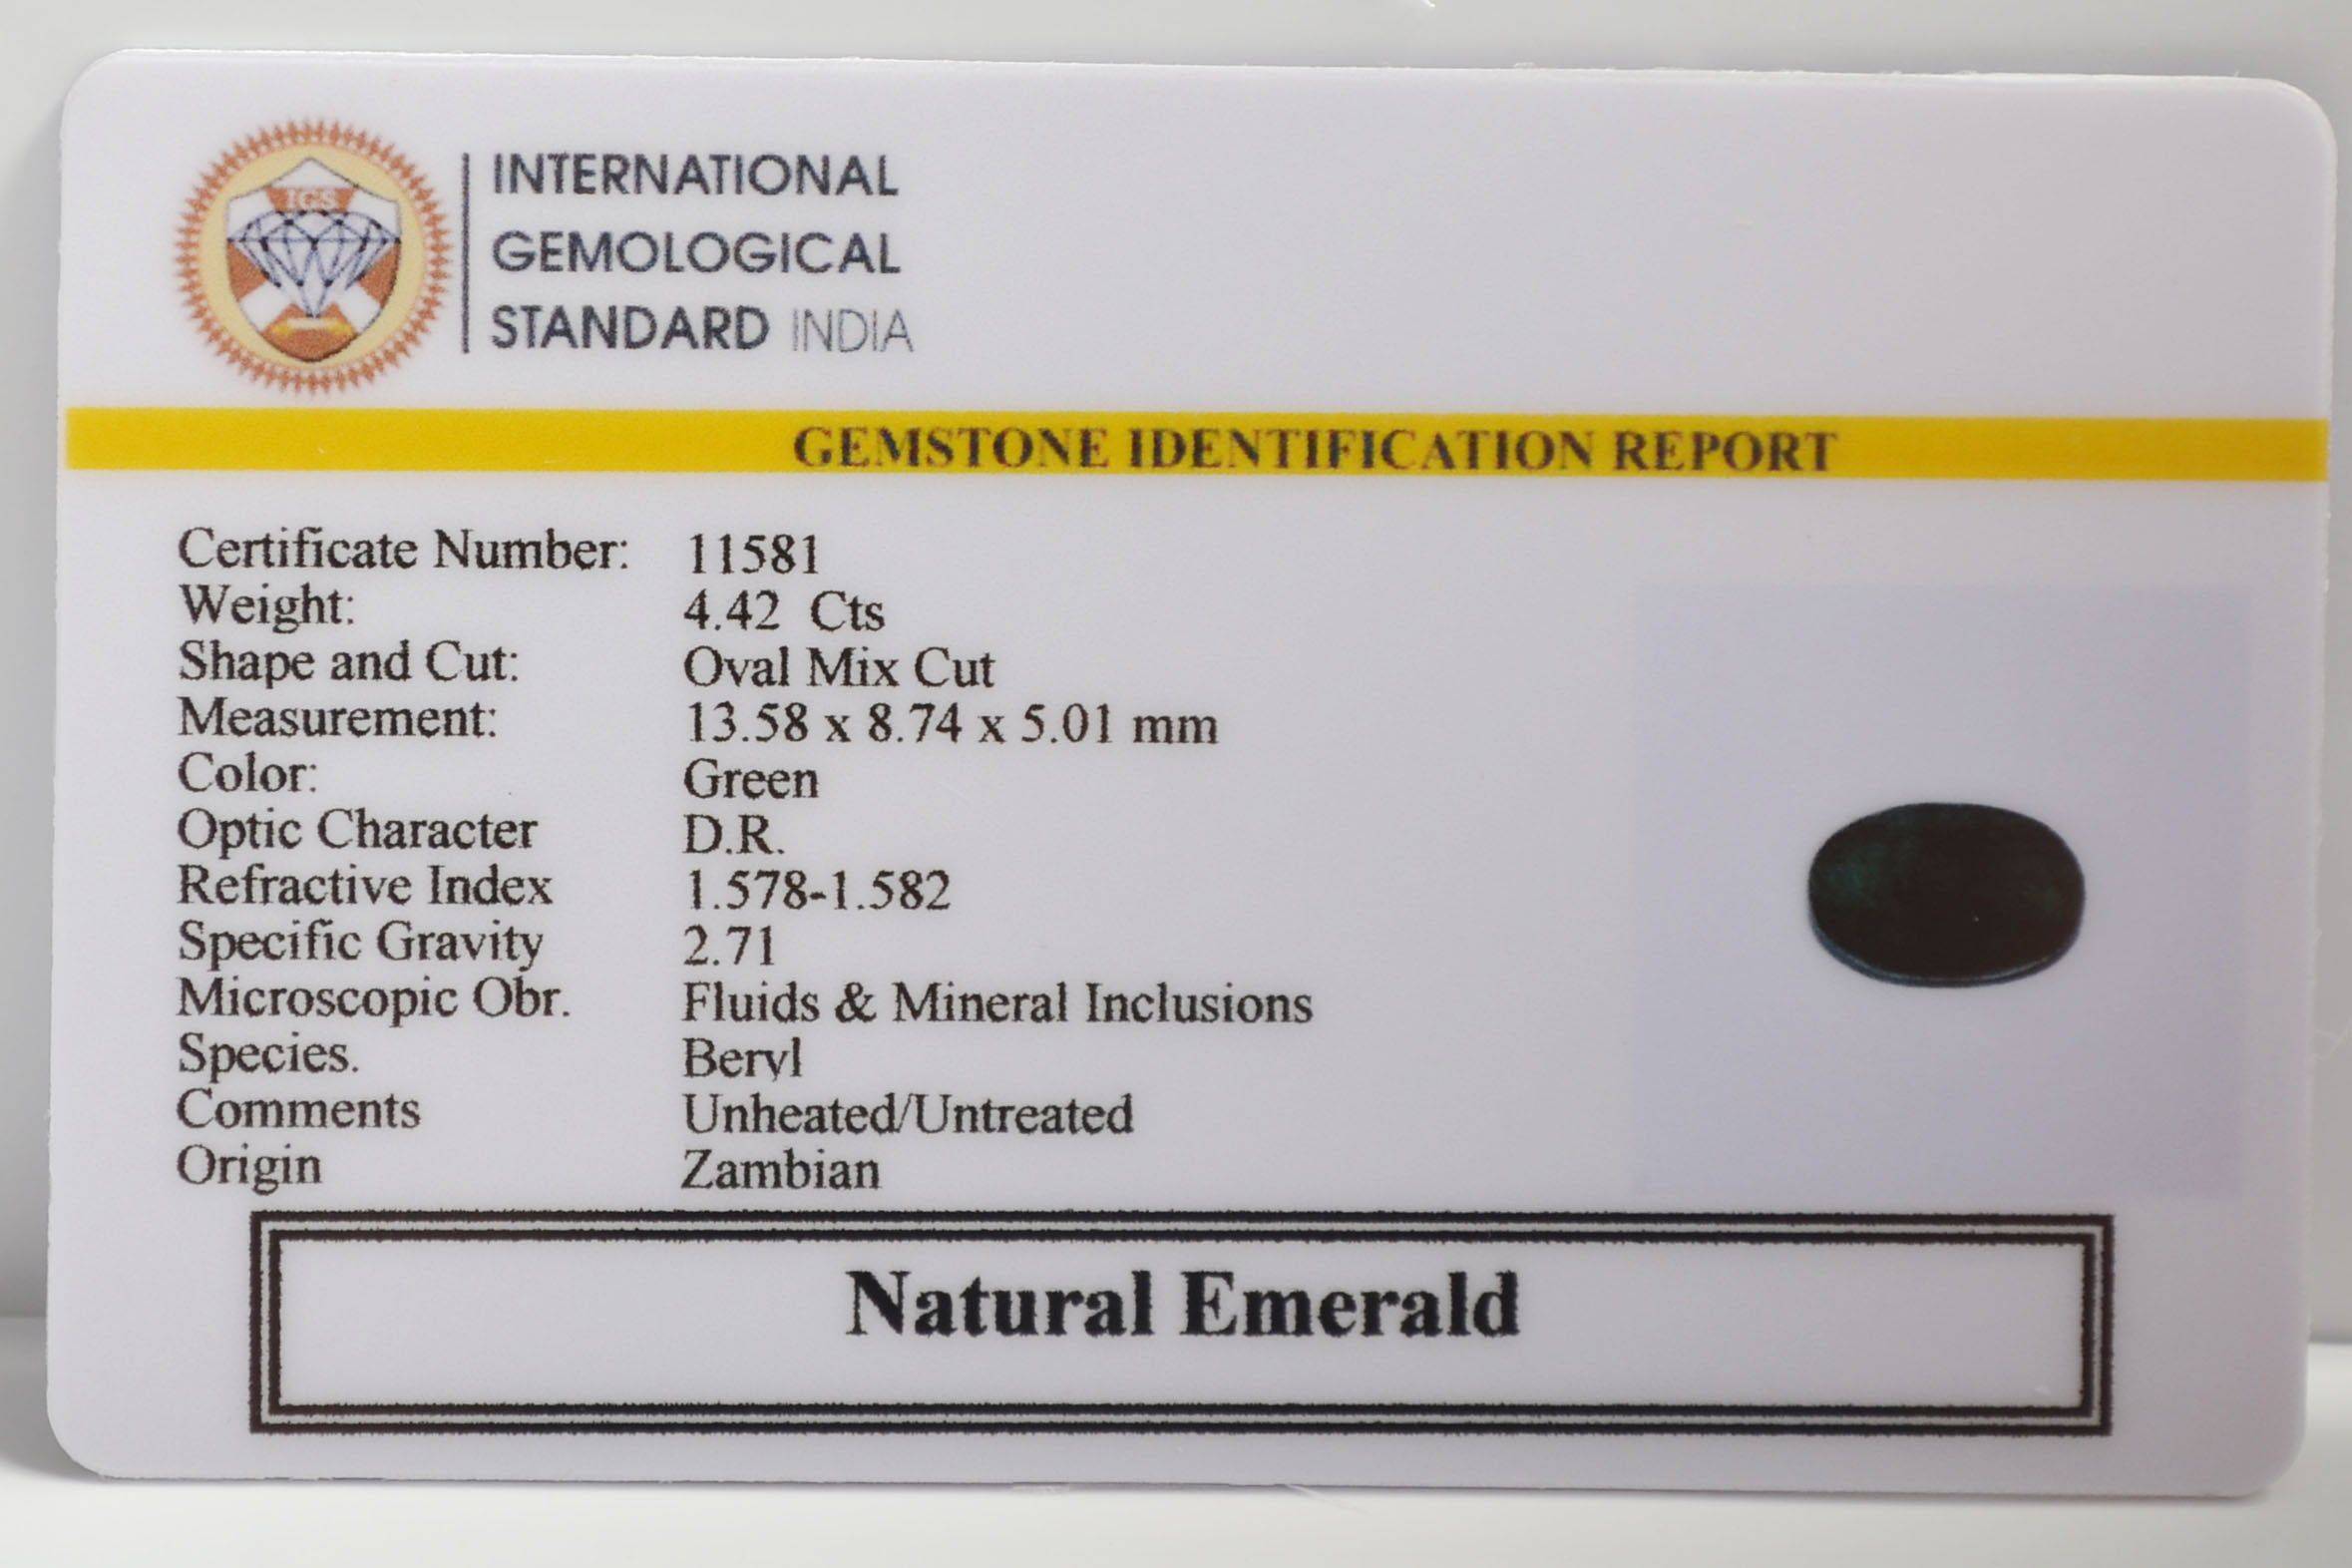 IGS
INTERNATIONAL
GEMOLOGICAL
STANDARD INDIA
GEMSTONE IDENTIFICATION REPORT
Certificate Number: 11581
Weight: 4.42 Cts
Shape and Cut: Oval Mix Cut
Measurement: 13.58 x 8.74 x 5.01 mm
Color: Green
Optic Character D.R.
Refractive Index 1.578-1.582
Specific Gravity 2.71
Microscopic Obr. Fluids & Mineral Inclusions
Species. Beryl
Comments Unheated/Untreated
Origin Zambian
Natural Emerald